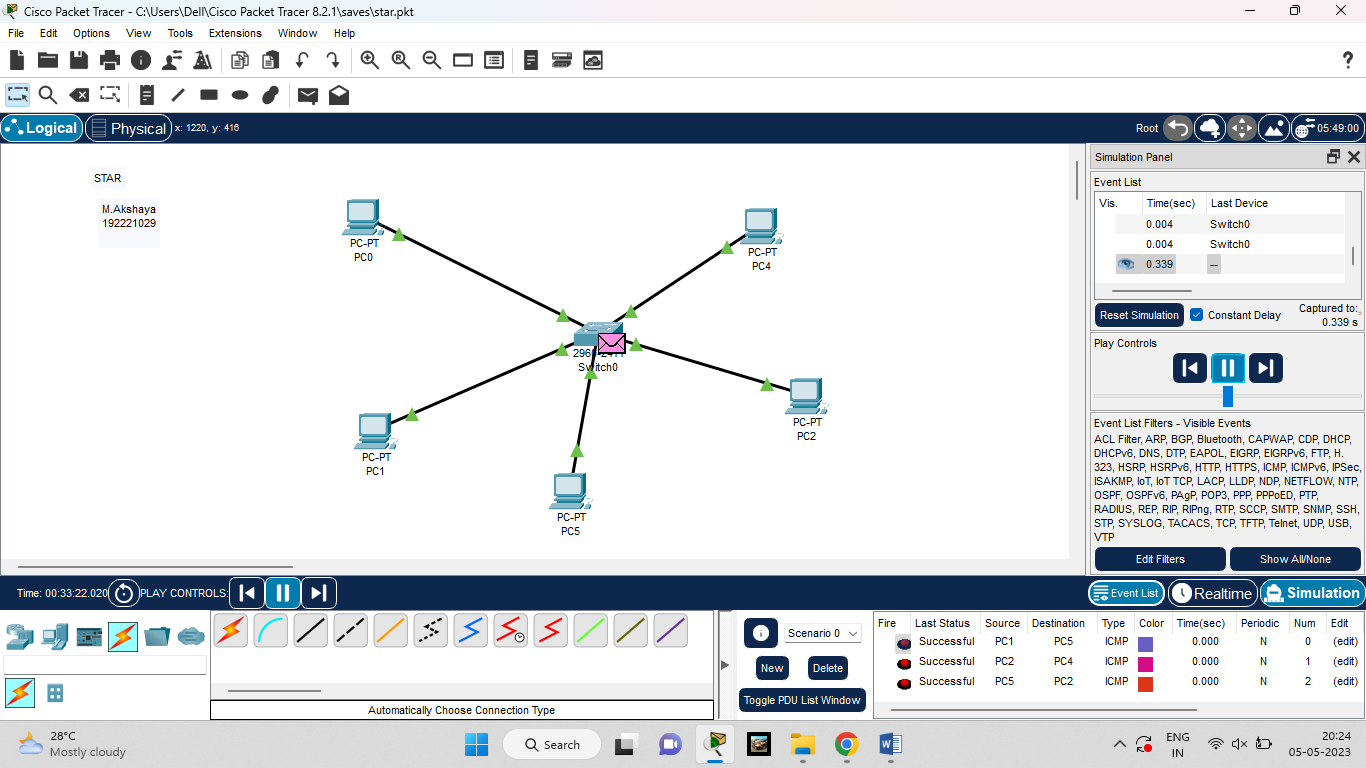 Cisco Packet Tracer - C:\Users\Dell\Cisco Packet Tracer 8.2.1\saves\star.pkt
File Edit Options View Tools Extensions Window Help
Logical Physical x: 1220, y: 416 Root 05:49:00
STAR
M.Akshaya
192221029
PC-PT
PC0
PC-PT
PC4
Switch0
PC-PT
PC2
PC-PT
PC1
PC-PT
PC5
Simulation Panel
Event List
Vis. Time(sec) Last Device
0.004 Switch0
0.004 Switch0
0.339 --
Reset Simulation Constant Delay Captured to:
0.339 s
Play Controls
Event List Filters - Visible Events
ACL Filter, ARP, BGP, Bluetooth, CAPWAP, CDP, DHCP,
DHCPv6, DNS, DTP, EAPOL, EIGRP, EIGRPv6, FTP, H.
323, HSRP, HSRPv6, HTTP, HTTPS, ICMP, ICMPv6, IPSec,
ISAKMP, IoT, IoT TCP, LACP, LLDP, NDP, NETFLOW, NTP,
OSPF, OSPFv6, PAgP, POP3, PPP, PPPoED, PTP,
RADIUS, REP, RIP, RIPng, RTP, SCCP, SMTP, SNMP, SSH,
STP, SYSLOG, TACACS, TCP, TFTP, Telnet, UDP, USB,
VTP
Edit Filters Show All/None
Time: 00:33:22.020 PLAY CONTROLS: Event List Realtime Simulation
Automatically Choose Connection Type
Scenario 0
New Delete
Toggle PDU List Window
Fire Last Status Source Destination Type Color Time(sec) Periodic Num Edit
Successful PC1 PC5 ICMP 0.000 N 0 (edit)
Successful PC2 PC4 ICMP 0.000 N 1 (edit)
Successful PC5 PC2 ICMP 0.000 N 2 (edit)
28°C
Mostly cloudy
Search
ENG
IN
20:24
05-05-2023